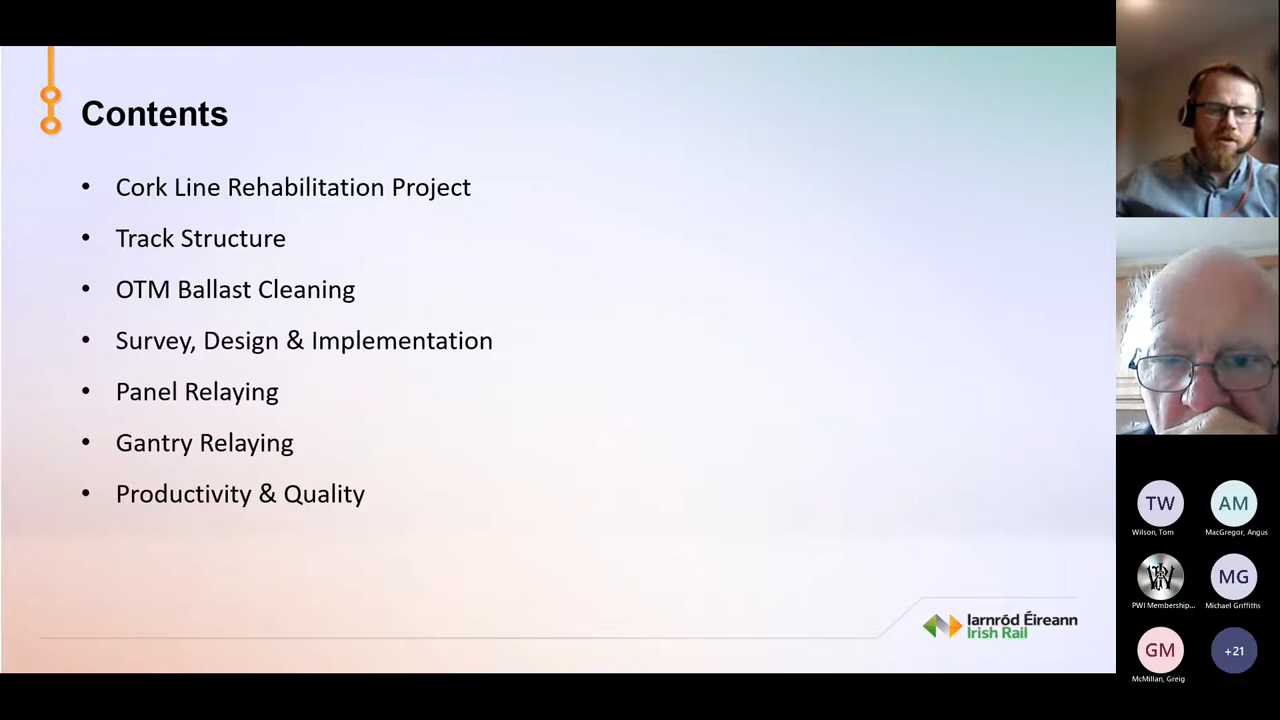 Contents
• Cork Line Rehabilitation Project
• Track Structure
• OTM Ballast Cleaning
• Survey, Design & Implementation
• Panel Relaying
• Gantry Relaying
• Productivity & Quality
Iarnród Éireann
Irish Rail
TW
Wilson, Tom
AM
MacGregor, Angus
PWI Membership...
MG
Michael Griffiths
GM
McMillan, Greig
+21